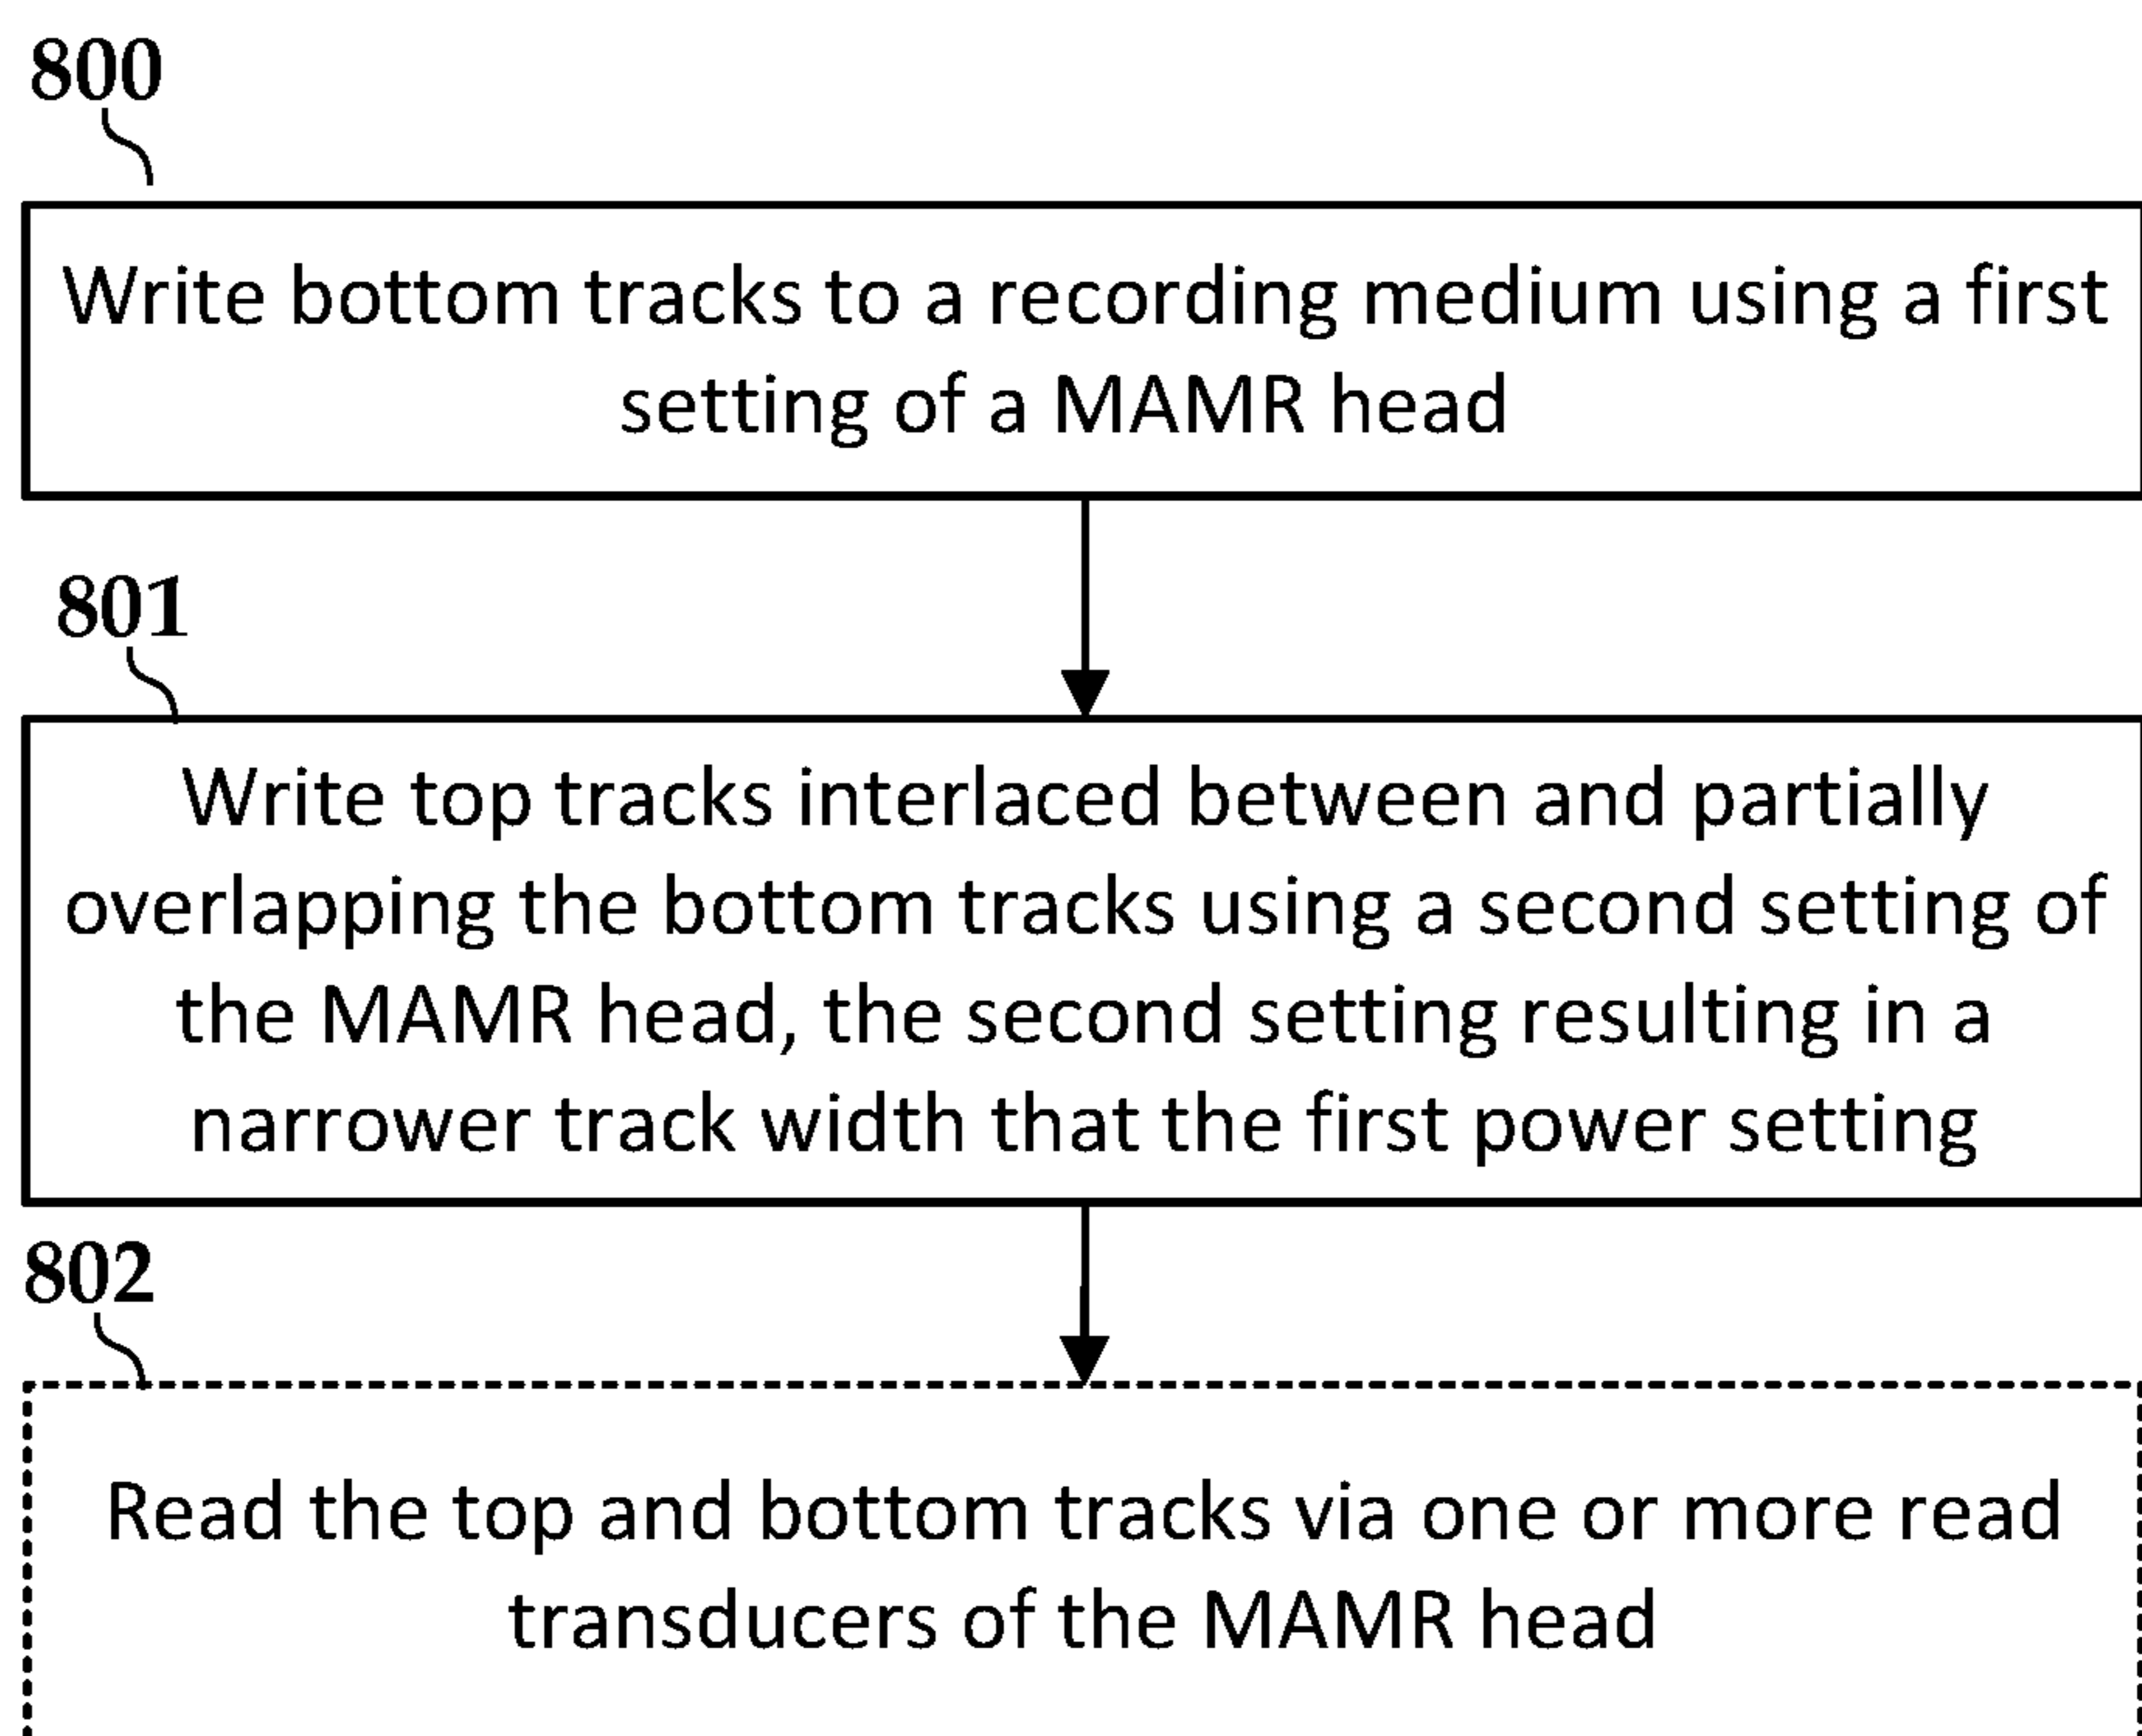 800
Write bottom tracks to a recording medium using a first
setting of a MAMR head
801
Write top tracks interlaced between and partially
overlapping the bottom tracks using a second setting of
the MAMR head, the second setting resulting in a
narrower track width that the first power setting
802
Read the top and bottom tracks via one or more read
transducers of the MAMR head